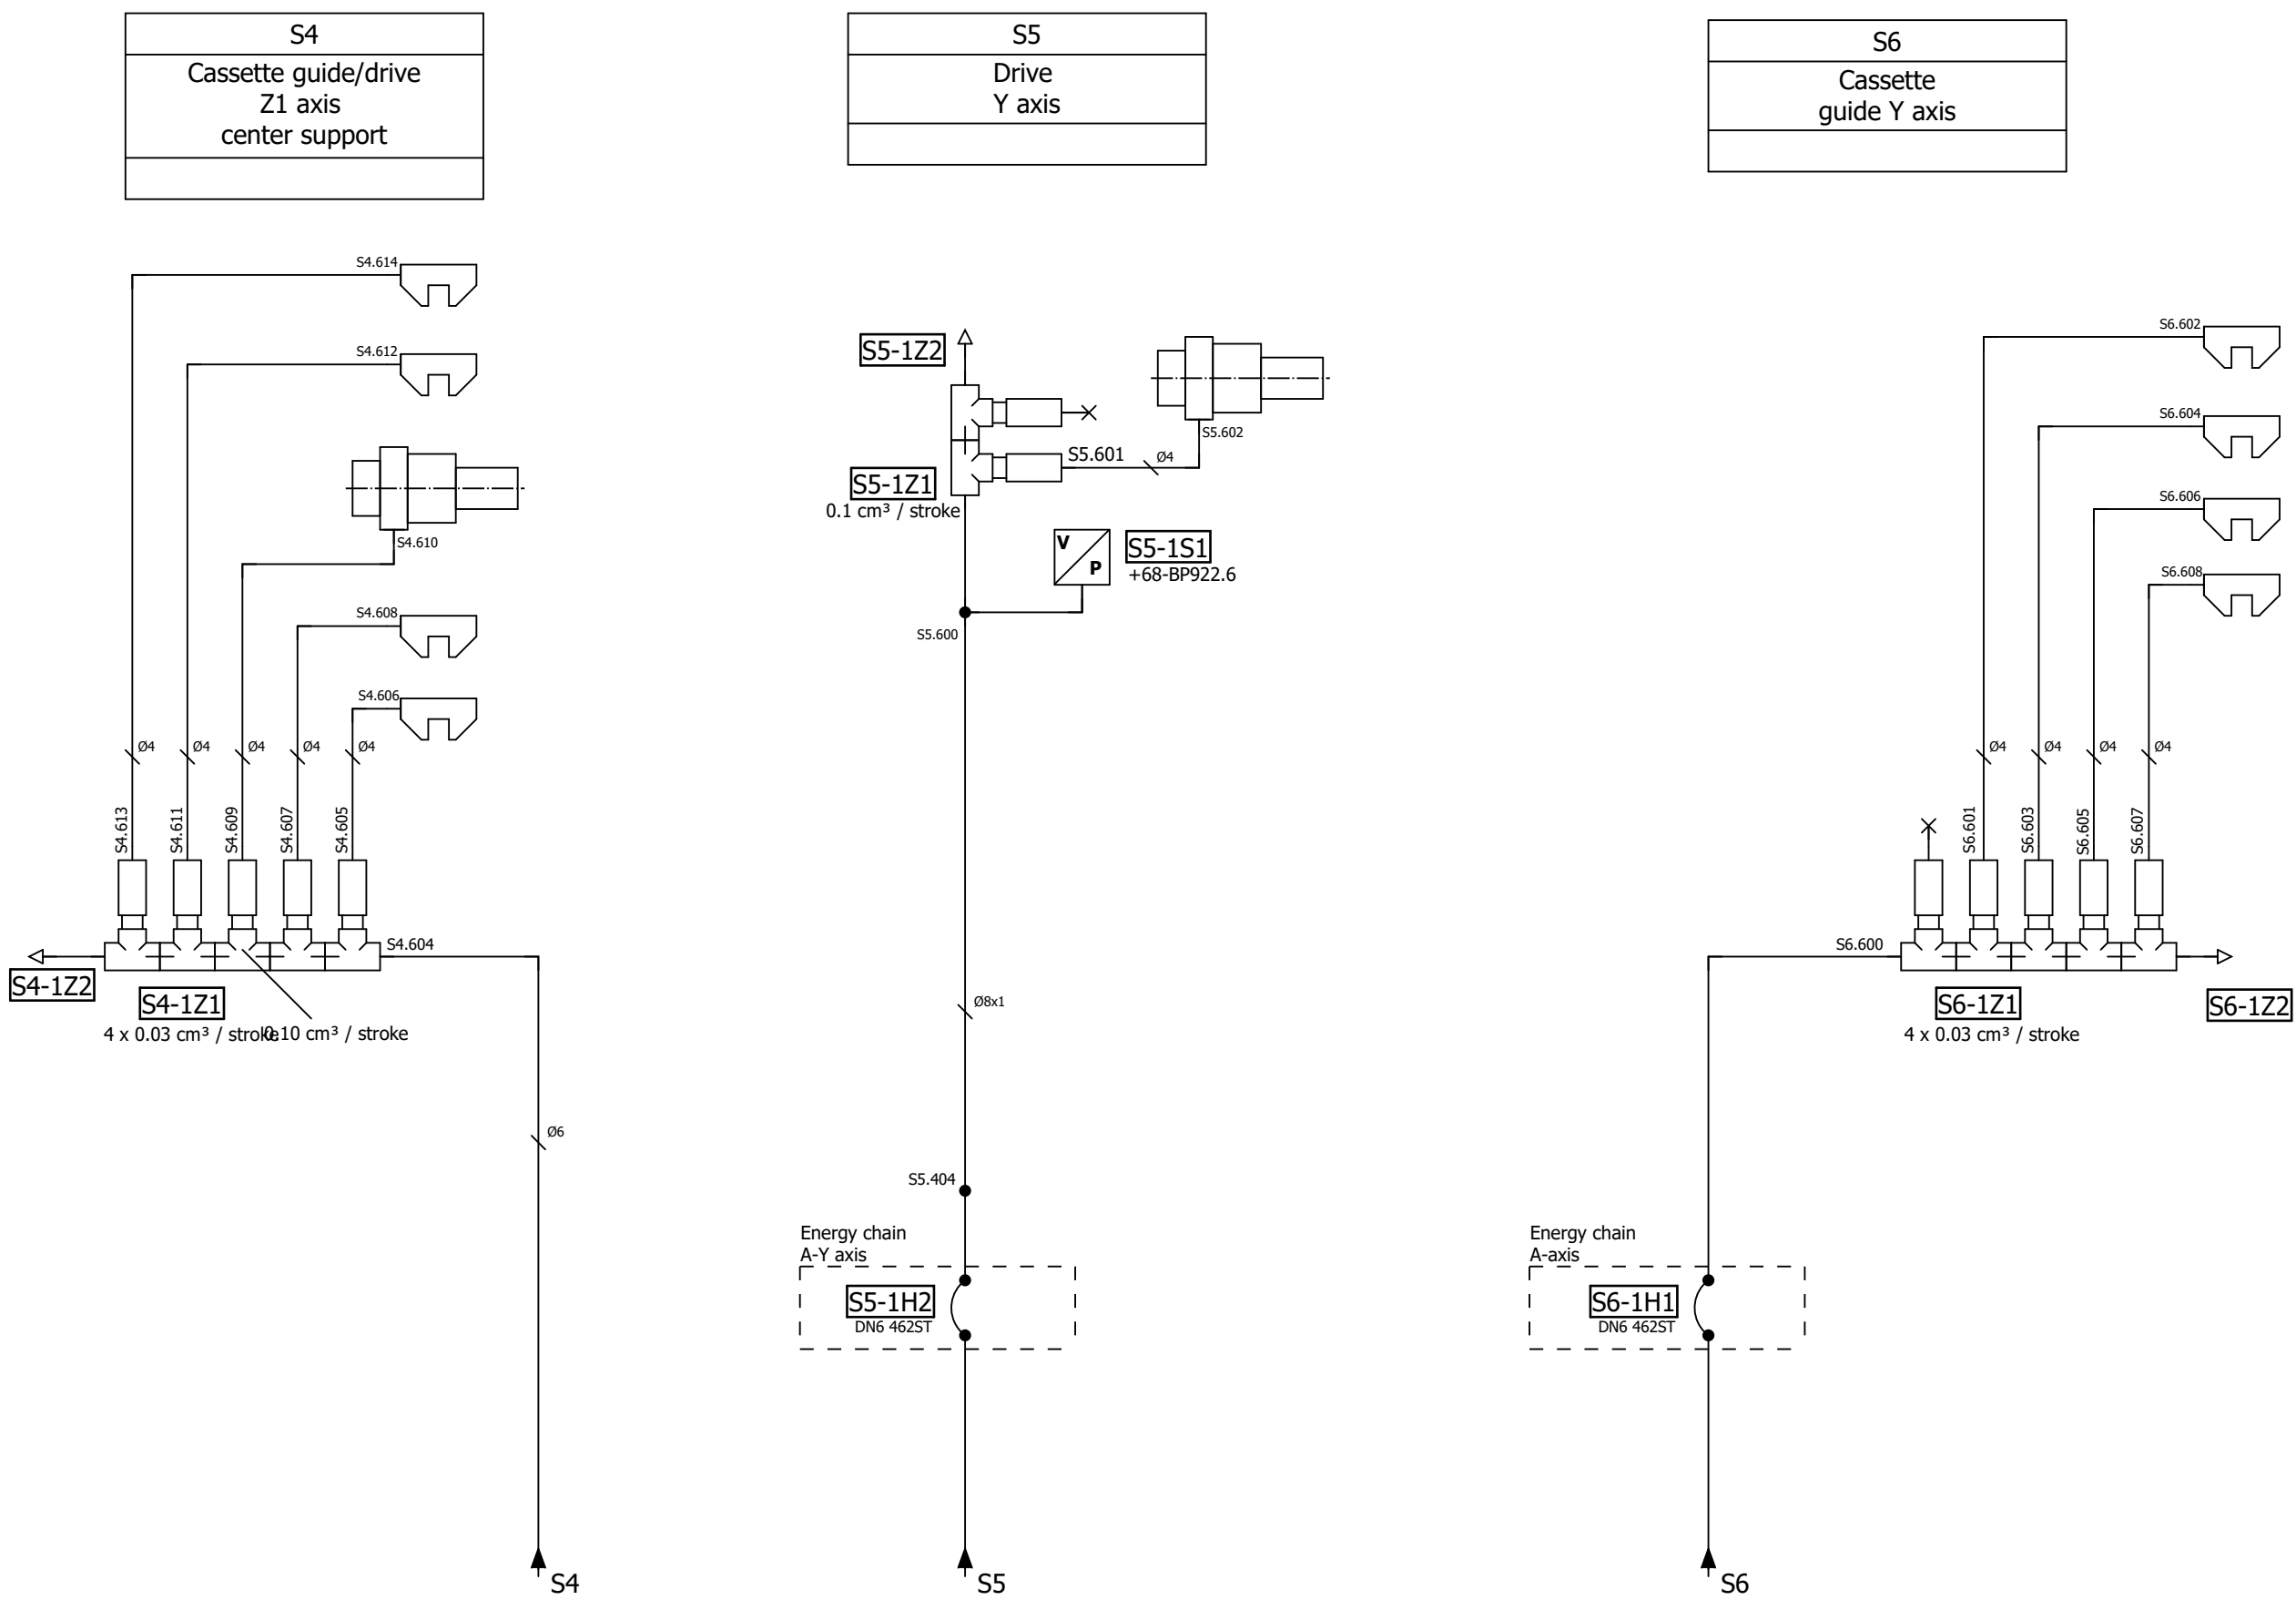 S4
Cassette guide/drive
Z1 axis
center support
S5
Drive
Y axis
S6
Cassette
guide Y axis
S4.614
S4.612
S4.610
S4.608
S4.606
Ø4
Ø4
Ø4
Ø4
Ø4
S4.613
S4.611
S4.609
S4.607
S4.605
S4.604
S4-1Z2
S4-1Z1
4 x 0.03 cm³ / stroke
0.10 cm³ / stroke
Ø6
S4
S5-1Z2
S5.602
S5.601
Ø4
S5-1Z1
0.1 cm³ / stroke
V
P
S5-1S1
+68-BP922.6
S5.600
Ø8x1
S5.404
Energy chain
A-Y axis
S5-1H2
DN6 462ST
S5
S6.602
S6.604
S6.606
S6.608
Ø4
Ø4
Ø4
Ø4
S6.601
S6.603
S6.605
S6.607
S6.600
S6-1Z1
4 x 0.03 cm³ / stroke
S6-1Z2
Energy chain
A-axis
S6-1H1
DN6 462ST
S6